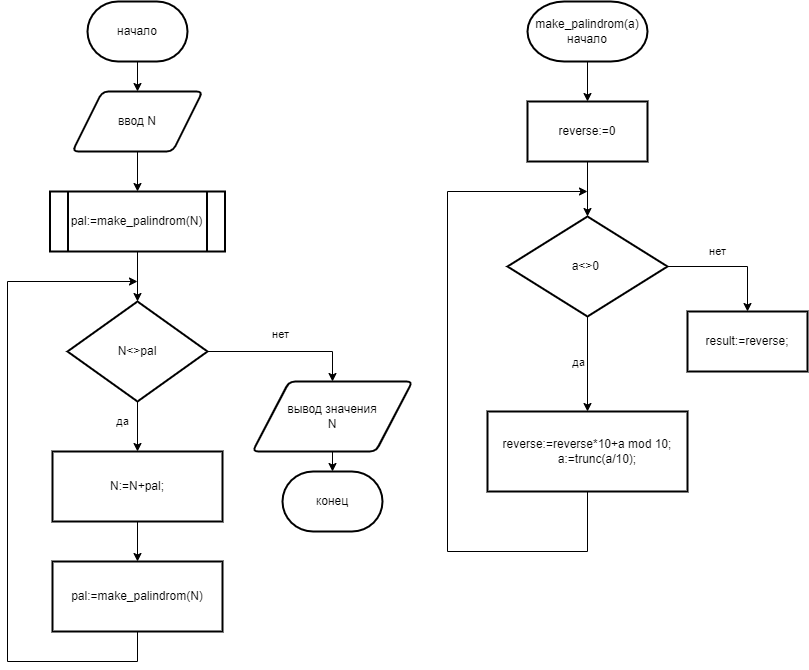 начало
ввод N
pal:=make_palindrom(N)
N<>pal
нет
да
вывод значения
N
N:=N+pal;
конец
pal:=make_palindrom(N)
make_palindrom(a)
начало
reverse:=0
a<>0
нет
result:=reverse;
да
reverse:=reverse*10+a mod 10;
a:=trunc(a/10);